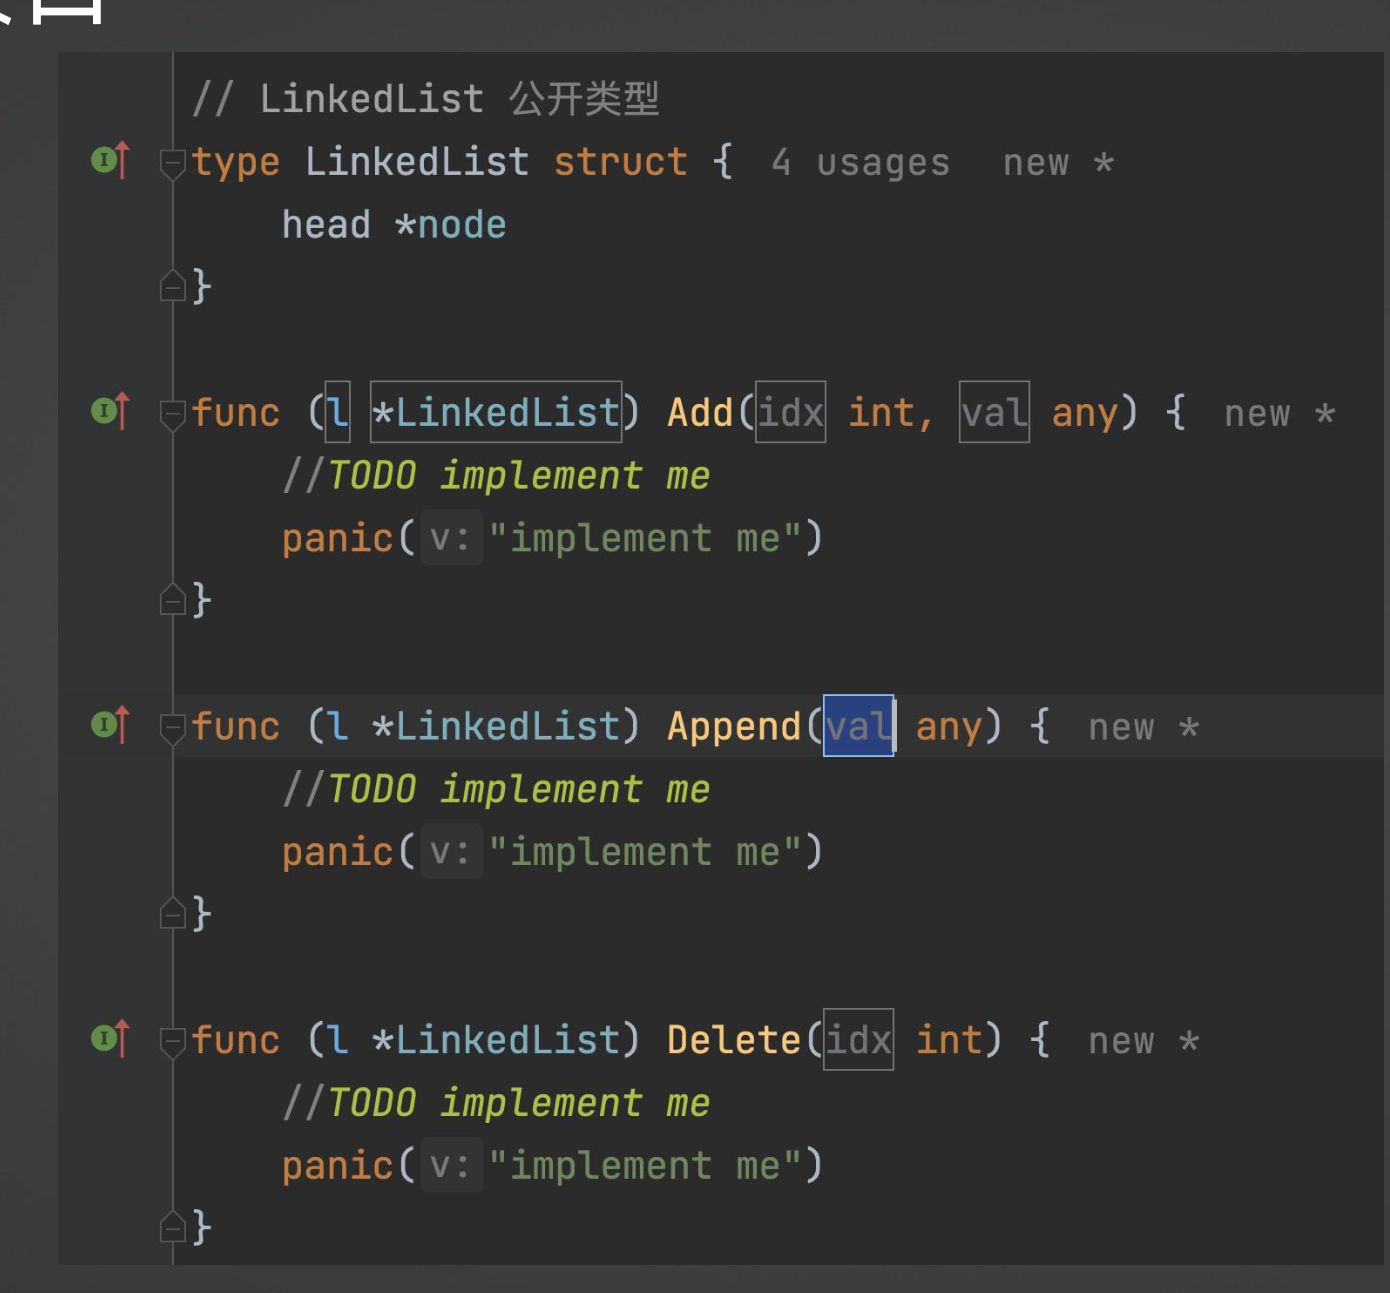 // LinkedList 公开类型
type LinkedList struct { 4 usages new *
head *node
}
func (l *LinkedList) Add(idx int, val any) { new *
//TODO implement me
panic( v: "implement me")
}
func (l *LinkedList) Append(val any) { new *
//TODO implement me
panic( v: "implement me")
}
func (l *LinkedList) Delete(idx int) { new *
//TODO implement me
panic( v: "implement me")
}